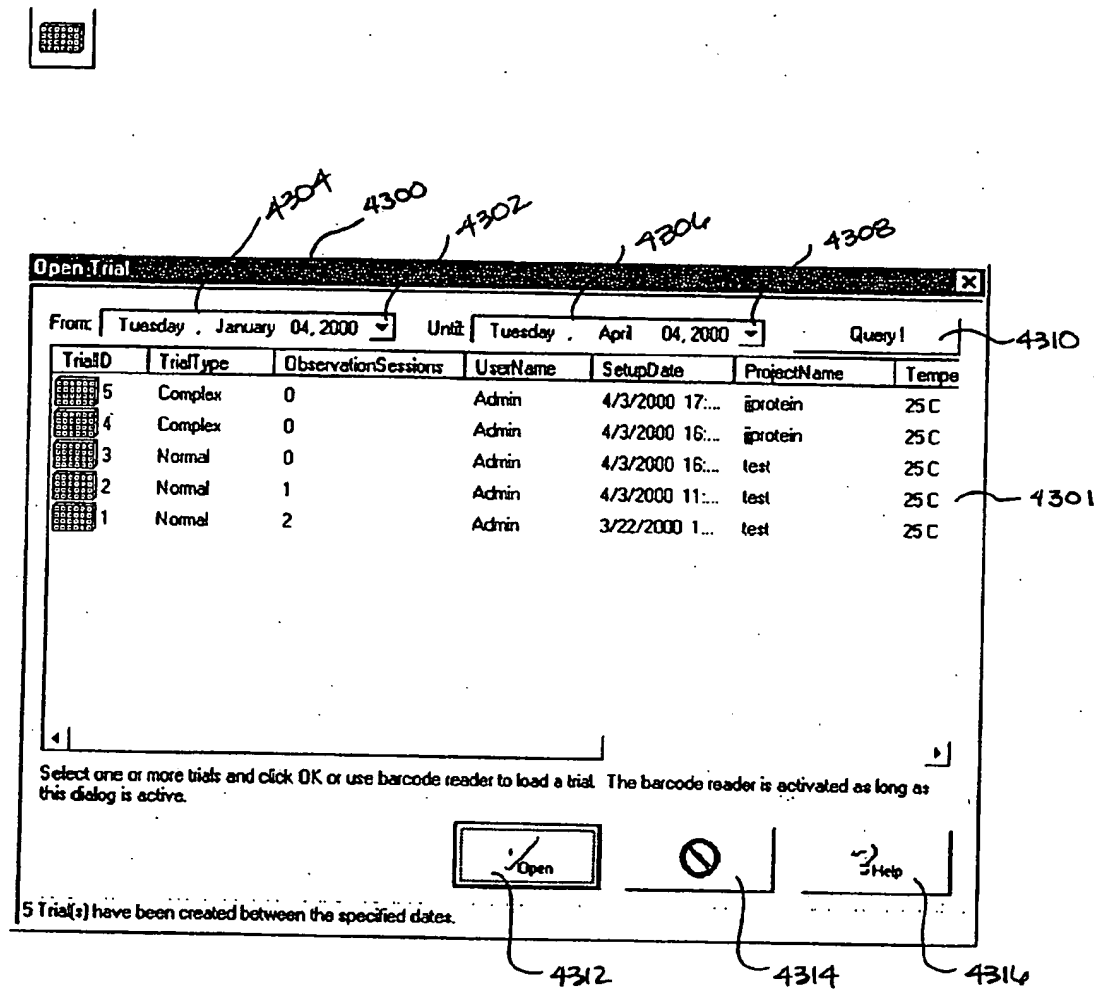 4304 4300 4302 4306 4308
Open Trial
From: Tuesday , January 04, 2000 Until: Tuesday , April 04, 2000 Query! 4310
TrialID TrialType ObservationSessions UserName SetupDate ProjectName Tempe
5 Complex 0 Admin 4/3/2000 17:... iprotein 25 C
4 Complex 0 Admin 4/3/2000 16:... iprotein 25 C
3 Normal 0 Admin 4/3/2000 16:... test 25 C
2 Normal 1 Admin 4/3/2000 11:... test 25 C 4301
1 Normal 2 Admin 3/22/2000 1... test 25 C
Select one or more trials and click OK or use barcode reader to load a trial. The barcode reader is activated as long as
this dialog is active.
Open Help
5 Trial(s) have been created between the specified dates.
4312 4314 4316